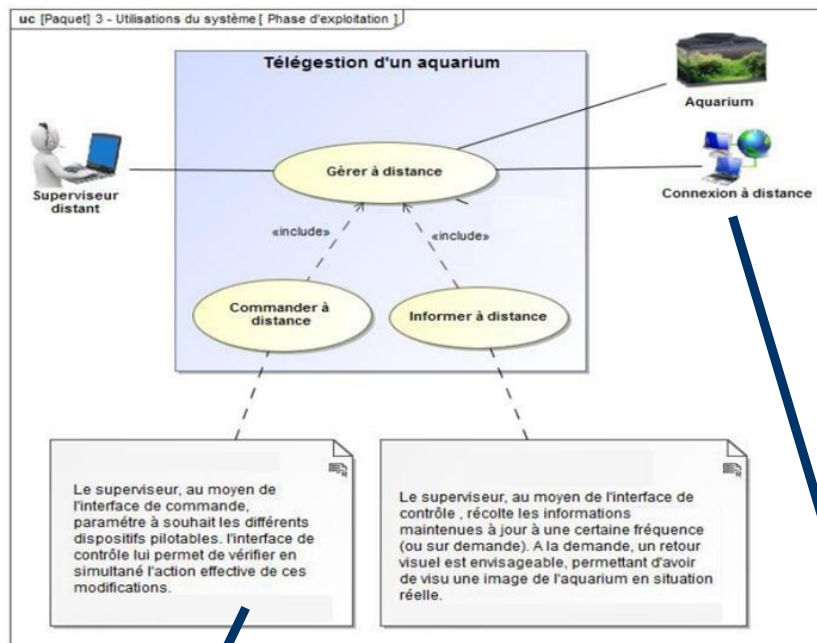 uc [Paquet] 3 - Utilisations du système [ Phase d'exploitation ]
Télégestion d'un aquarium
Aquarium
Gérer à distance
Superviseur
distant
Connexion à distance
«include»
«include»
Commander à
distance
Informer à distance
Le superviseur, au moyen de
l'interface de commande,
paramétre à souhait les différents
dispositifs pilotables. l'interface de
contrôle lui permet de vérifier en
simultané l'action effective de ces
modifications.
Le superviseur, au moyen de l'interface de
contrôle , récolte les informations
maintenues à jour à une certaine fréquence
(ou sur demande). A la demande, un retour
visuel est envisageable, permettant d'avoir
de visu une image de l'aquarium en situation
réelle.